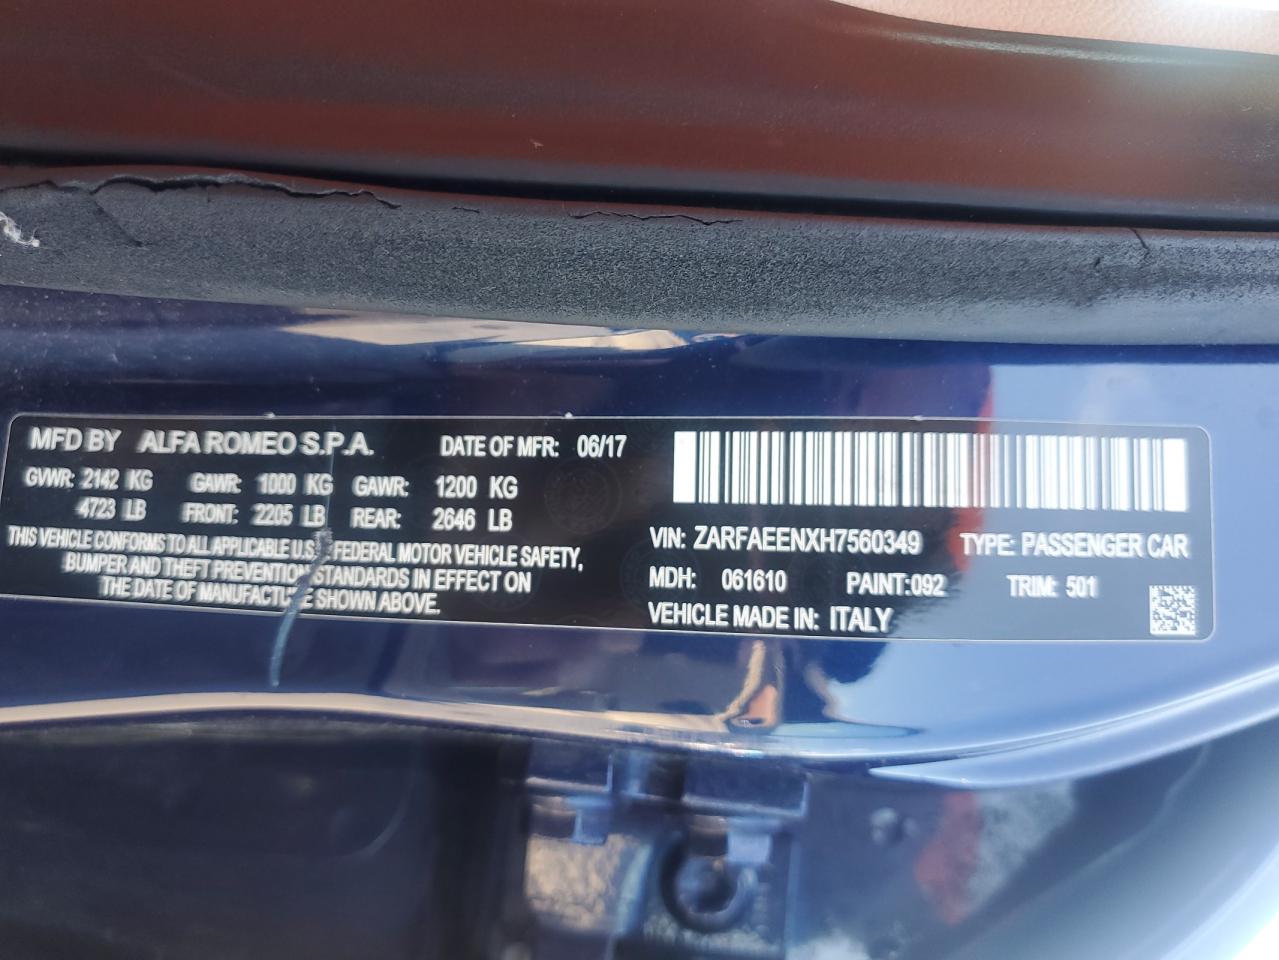 MFD BY ALFA ROMEO S.P.A. DATE OF MFR: 06/17
GVWR: 2142 KG GAWR: 1000 KG GAWR: 1200 KG
4723 LB FRONT: 2205 LB REAR: 2646 LB
THIS VEHICLE CONFORMS TO ALL APPLICABLE U.S. FEDERAL MOTOR VEHICLE SAFETY,
BUMPER AND THEFT PREVENTION STANDARDS IN EFFECT ON
THE DATE OF MANUFACTURE SHOWN ABOVE.
VIN: ZARFAEENXH7560349 TYPE: PASSENGER CAR
MDH: 061610 PAINT:092 TRIM: 501
VEHICLE MADE IN: ITALY